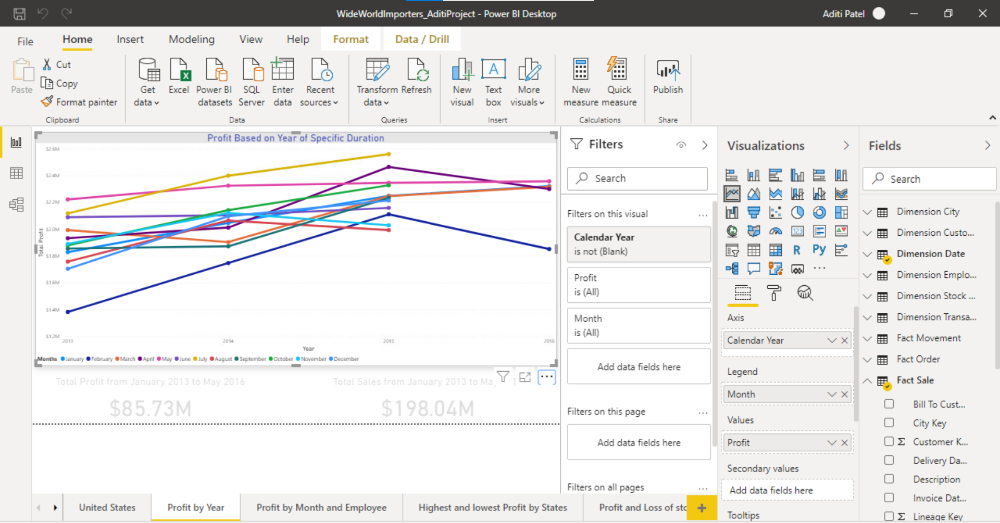 WideWorldImporters_AditiProject - Power BI Desktop
Aditi Patel
File
Home
Insert
Modeling
View
Help
Format
Data / Drill
Paste
Cut
Copy
Format painter
Clipboard
Get data
Excel
Power BI datasets
SQL Server
Enter data
Recent sources
Data
Transform data
Refresh
Queries
New visual
A
Text box
More visuals
Insert
New measure
Quick measure
Calculations
Publish
Share
Profit Based on Year of Specific Duration
$2.6M
$2.4M
$2.2M
$2.0M
$1.8M
$1.6M
$1.4M
$1.2M
Total Profit
2013
2014
2015
2016
Year
Months January February March April May June July August September October November December
Total Profit from January 2013 to May 2016
$85.73M
Total Sales from January 2013 to Ma
1
$198.04M
Filters
Search
Filters on this visual
...
Calendar Year
is not (Blank)
Profit
is (All)
Month
is (All)
Add data fields here
Filters on this page
...
Add data fields here
Filters on all pages
...
Visualizations
123
R
Py
...
Axis
Calendar Year
Legend
Month
Values
Profit
Secondary values
Add data fields here
Tooltips
Fields
Search
Dimension City
Dimension Custo...
Dimension Date
Dimension Emplo...
Dimension Stock ...
Dimension Transa...
Fact Movement
Fact Order
Fact Sale
Bill To Cust...
City Key
Σ Customer K...
Delivery Da...
Description
Invoice Dat...
Σ Lineage Key
United States
Profit by Year
Profit by Month and Employee
Highest and lowest Profit by States
Profit and Loss of sto
+